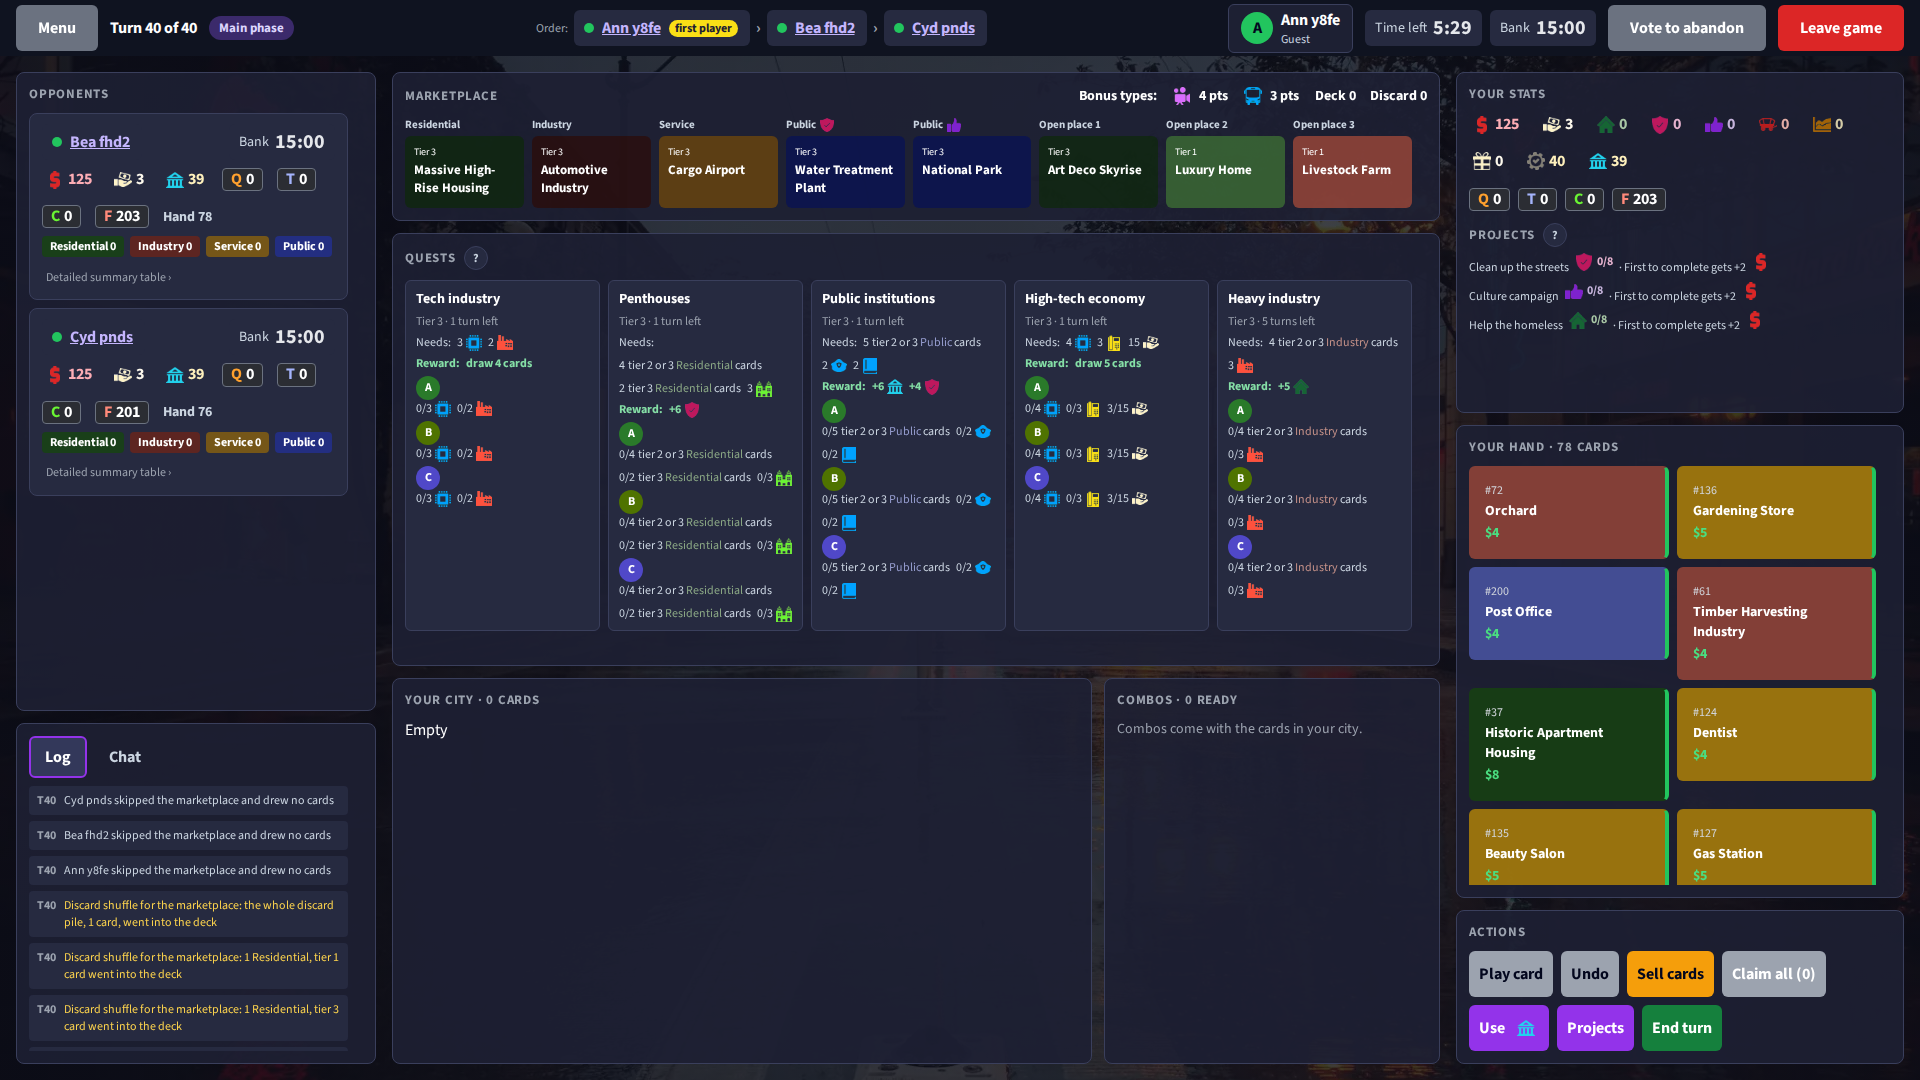 Menu
Turn 40 of 40
Main phase
Order:
Ann y8fe first player
›
Bea fhd2
›
Cyd pnds
A
Ann y8fe
Guest
Time left 5:29
Bank 15:00
Vote to abandon
Leave game
OPPONENTS
Bea fhd2
Bank 15:00
125 3 39 Q 0 T 0
C 0 F 203 Hand 78
Residential 0 Industry 0 Service 0 Public 0
Detailed summary table ›
Cyd pnds
Bank 15:00
125 3 39 Q 0 T 0
C 0 F 201 Hand 76
Residential 0 Industry 0 Service 0 Public 0
Detailed summary table ›
Log
Chat
T40 Cyd pnds skipped the marketplace and drew no cards
T40 Bea fhd2 skipped the marketplace and drew no cards
T40 Ann y8fe skipped the marketplace and drew no cards
T40 Discard shuffle for the marketplace: the whole discard
pile, 1 card, went into the deck
T40 Discard shuffle for the marketplace: 1 Residential, tier 1
card went into the deck
T40 Discard shuffle for the marketplace: 1 Residential, tier 3
card went into the deck
MARKETPLACE
Bonus types: 4 pts 3 pts Deck 0 Discard 0
Residential
Tier 3
Massive High-
Rise Housing
Industry
Tier 3
Automotive
Industry
Service
Tier 3
Cargo Airport
Public
Tier 3
Water Treatment
Plant
Public
Tier 3
National Park
Open place 1
Tier 3
Art Deco Skyrise
Open place 2
Tier 1
Luxury Home
Open place 3
Tier 1
Livestock Farm
QUESTS ?
Tech industry
Tier 3 · 1 turn left
Needs: 3 2
Reward: draw 4 cards
A
0/3 0/2
B
0/3 0/2
C
0/3 0/2
Penthouses
Tier 3 · 1 turn left
Needs:
4 tier 2 or 3 Residential cards
2 tier 3 Residential cards 3
Reward: +6
A
0/4 tier 2 or 3 Residential cards
0/2 tier 3 Residential cards 0/3
B
0/4 tier 2 or 3 Residential cards
0/2 tier 3 Residential cards 0/3
C
0/4 tier 2 or 3 Residential cards
0/2 tier 3 Residential cards 0/3
Public institutions
Tier 3 · 1 turn left
Needs: 5 tier 2 or 3 Public cards
2 2
Reward: +6 +4
A
0/5 tier 2 or 3 Public cards 0/2
0/2
B
0/5 tier 2 or 3 Public cards 0/2
0/2
C
0/5 tier 2 or 3 Public cards 0/2
0/2
High-tech economy
Tier 3 · 1 turn left
Needs: 4 3 15
Reward: draw 5 cards
A
0/4 0/3 3/15
B
0/4 0/3 3/15
C
0/4 0/3 3/15
Heavy industry
Tier 3 · 5 turns left
Needs: 4 tier 2 or 3 Industry cards
3
Reward: +5
A
0/4 tier 2 or 3 Industry cards
0/3
B
0/4 tier 2 or 3 Industry cards
0/3
C
0/4 tier 2 or 3 Industry cards
0/3
YOUR CITY · 0 CARDS
Empty
COMBOS · 0 READY
Combos come with the cards in your city.
YOUR STATS
125 3 0 0 0 0 0
0 40 39
Q 0 T 0 C 0 F 203
PROJECTS ?
Clean up the streets 0/8 · First to complete gets +2
Culture campaign 0/8 · First to complete gets +2
Help the homeless 0/8 · First to complete gets +2
YOUR HAND · 78 CARDS
#72
Orchard
$4
#136
Gardening Store
$5
#200
Post Office
$4
#61
Timber Harvesting
Industry
$4
#37
Historic Apartment
Housing
$8
#124
Dentist
$4
#135
Beauty Salon
$5
#127
Gas Station
$5
ACTIONS
Play card
Undo
Sell cards
Claim all (0)
Use
Projects
End turn